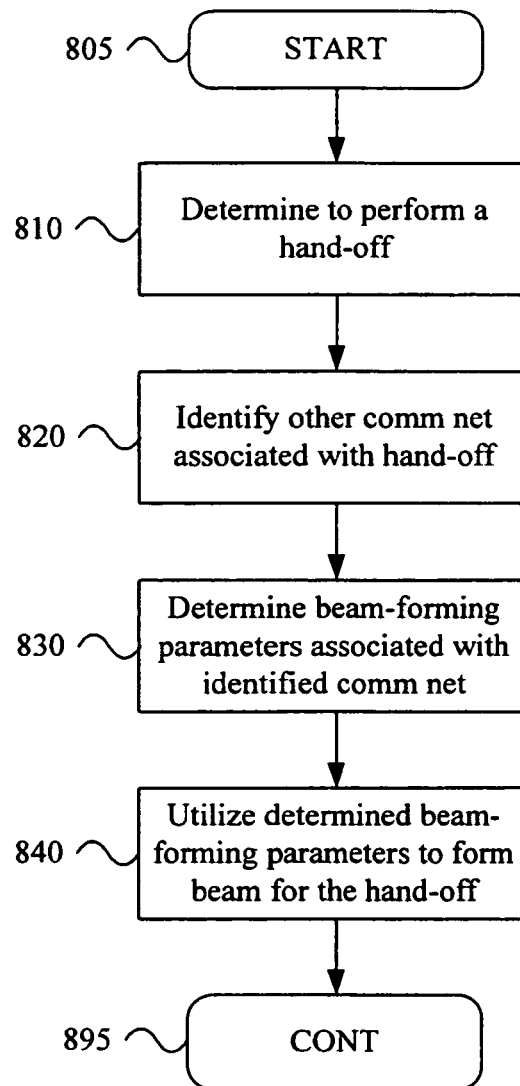 805
START
810
Determine to perform a
hand-off
820
Identify other comm net
associated with hand-off
830
Determine beam-forming
parameters associated with
identified comm net
840
Utilize determined beam-
forming parameters to form
beam for the hand-off
895
CONT